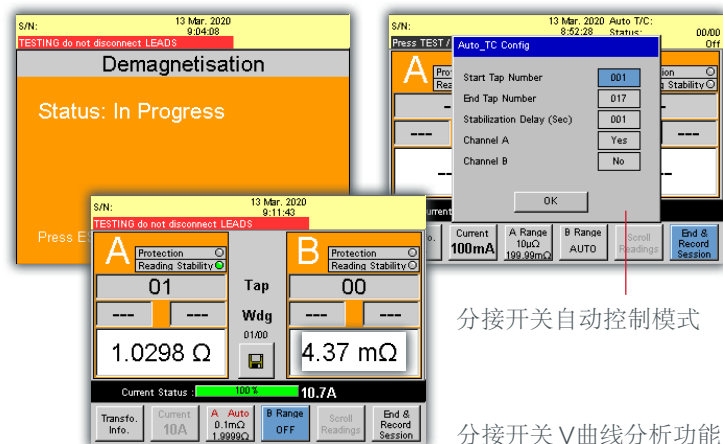 S/N:
13 Mar. 2020
9:04:08
TESTING do not disconnect LEADS
Demagnetisation
Status: In Progress
Press
S/N:
13 Mar. 2020
8:52:28
Auto T/C:
Status:
00/00
Off
Press TEST /
Auto_TC Config
Start Tap Number 001
End Tap Number 017
Stabilization Delay (Sec) 001
Channel A Yes
Channel B No
OK
A
--- ---
Current
100mA
A Range
10µΩ
199.99mΩ
B Range
AUTO
Scroll
Readings
End &
Record
Session
S/N:
13 Mar. 2020
9:11:43
TESTING do not disconnect LEADS
A
Protection
Reading Stability
B
Protection
Reading Stability
01 Tap 00
--- --- Wdg --- ---
01/00
1.0298 Ω
4.37 mΩ
Current Status : 100% 10.7A
Transfo.
Info.
Current
10A
A Auto
0.1mΩ
1.9999Ω
B Range
OFF
Scroll
Readings
End &
Record
Session
分接开关自动控制模式
分接开关 V曲线分析功能